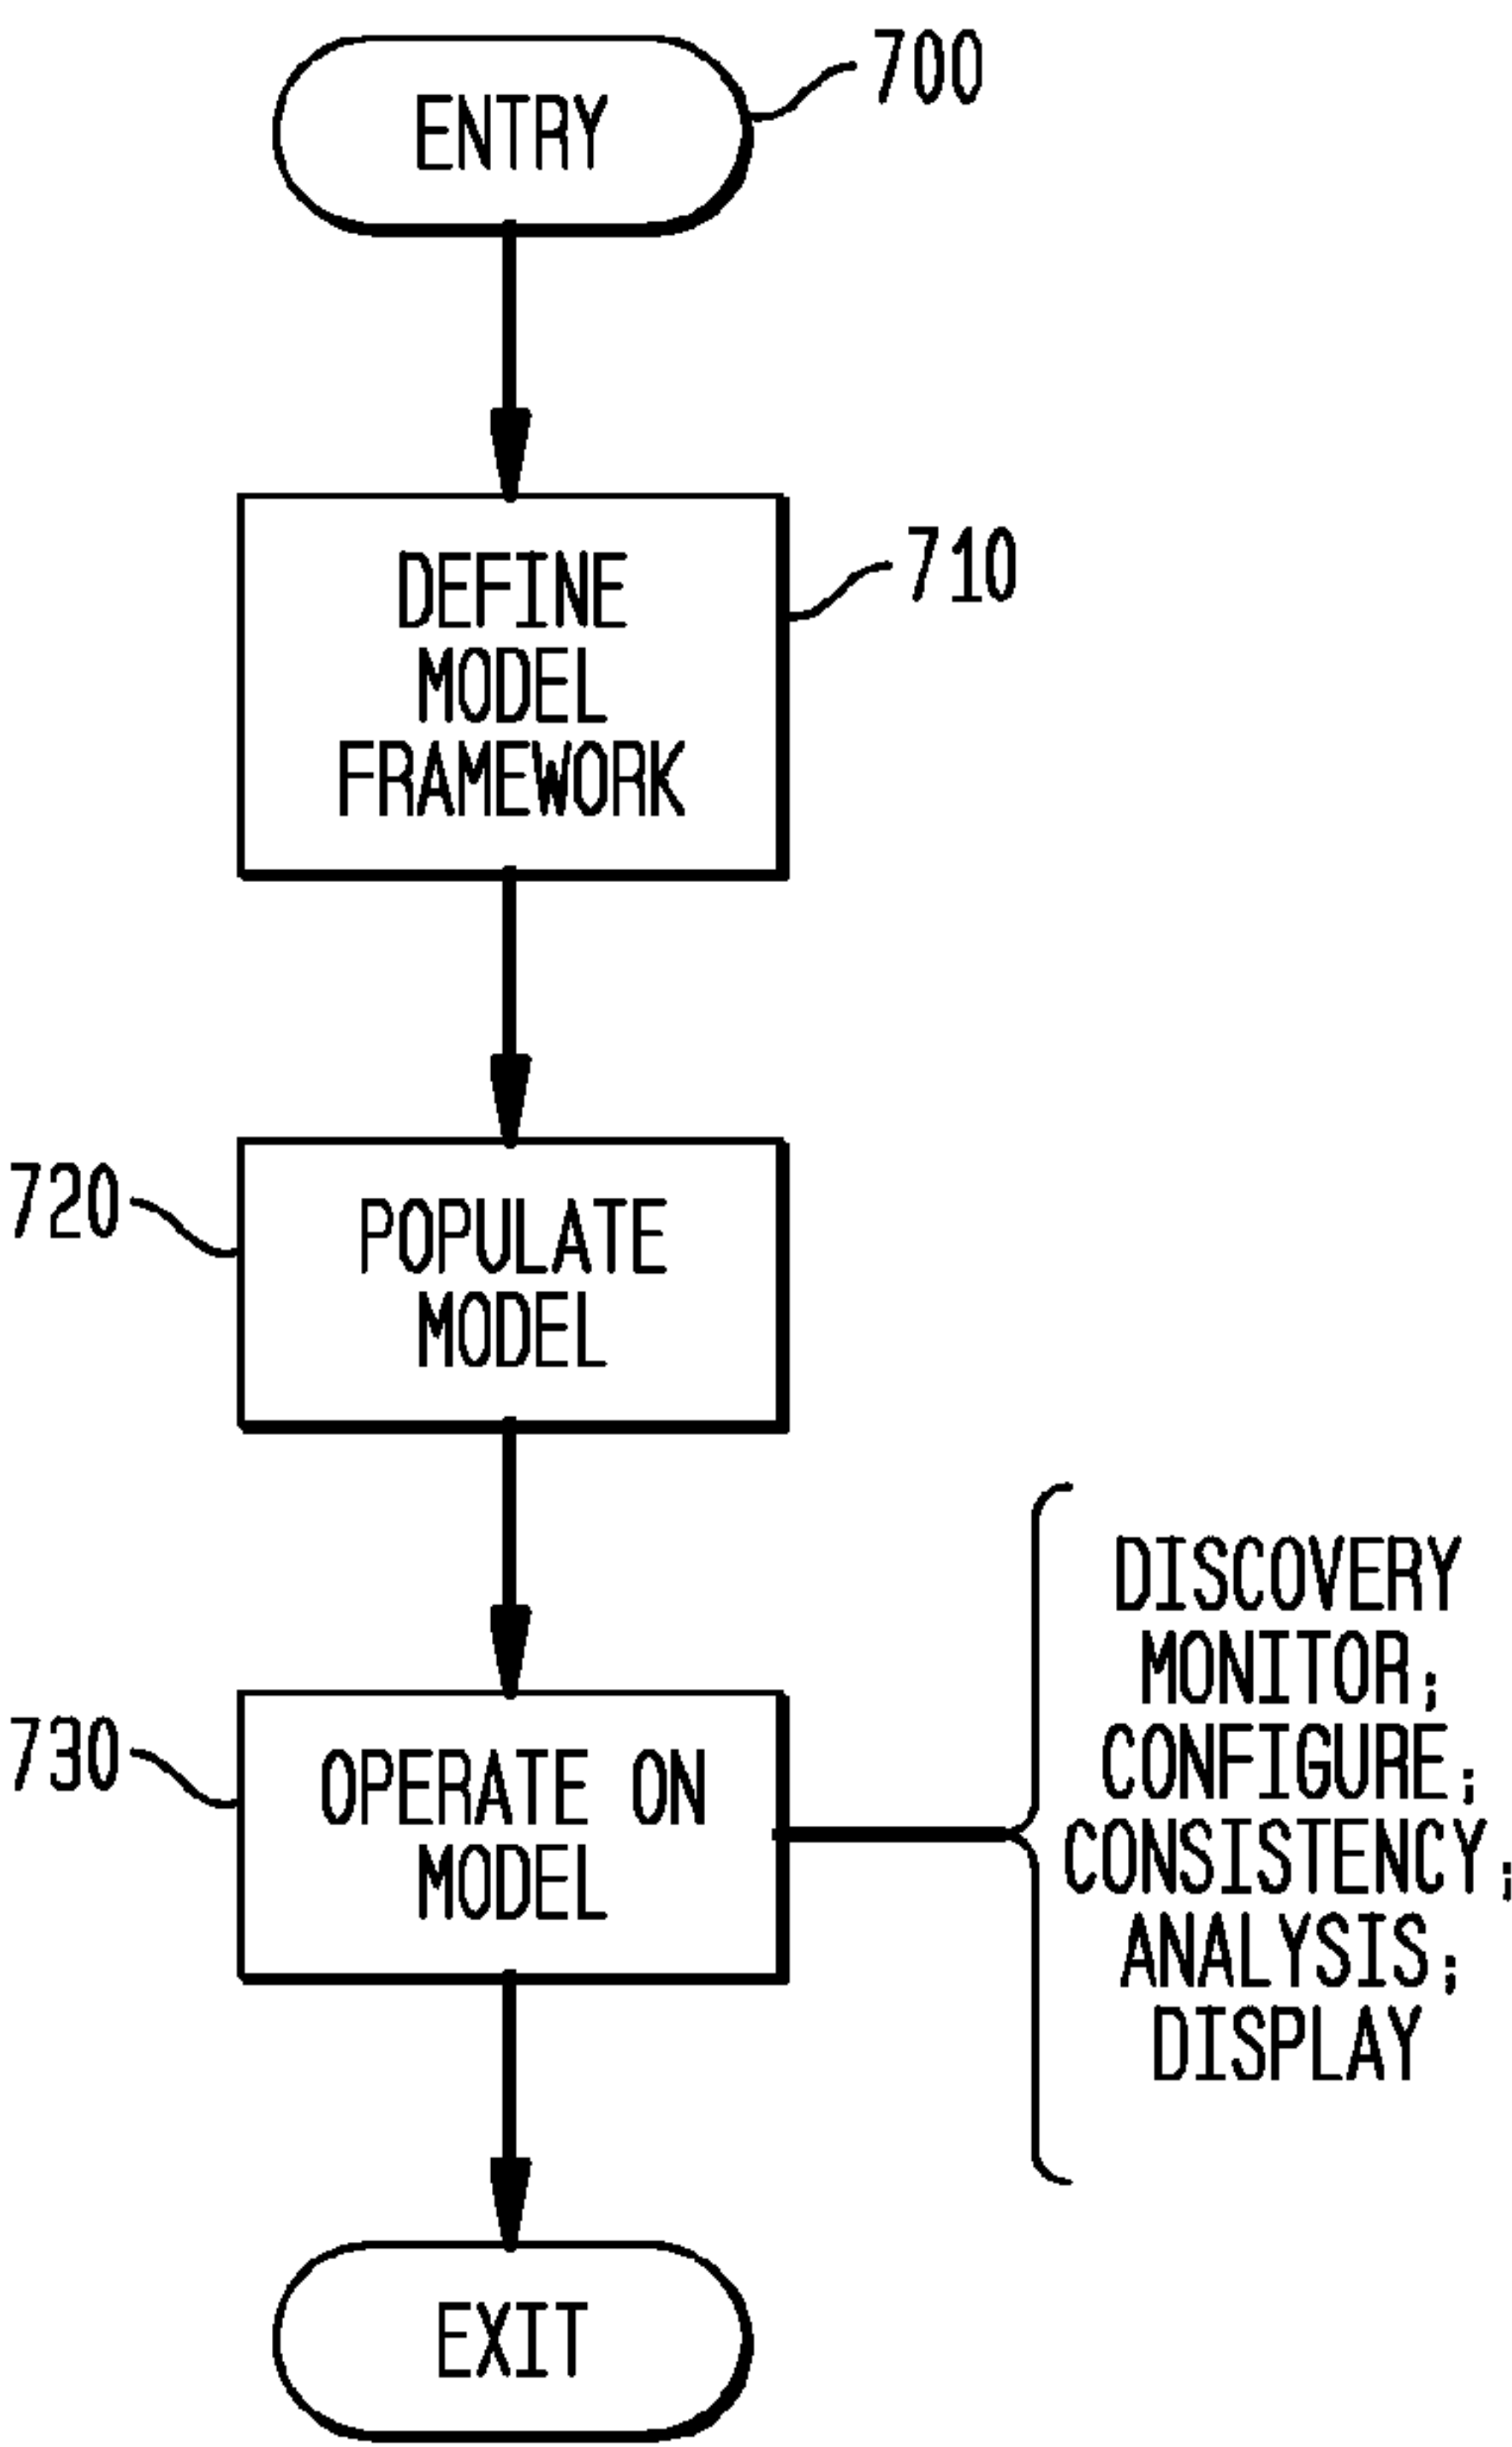 ENTRY
700
DEFINE
MODEL
FRAMEWORK
710
720
POPULATE
MODEL
730
OPERATE ON
MODEL
DISCOVERY
MONITOR;
CONFIGURE;
CONSISTENCY;
ANALYSIS;
DISPLAY
EXIT